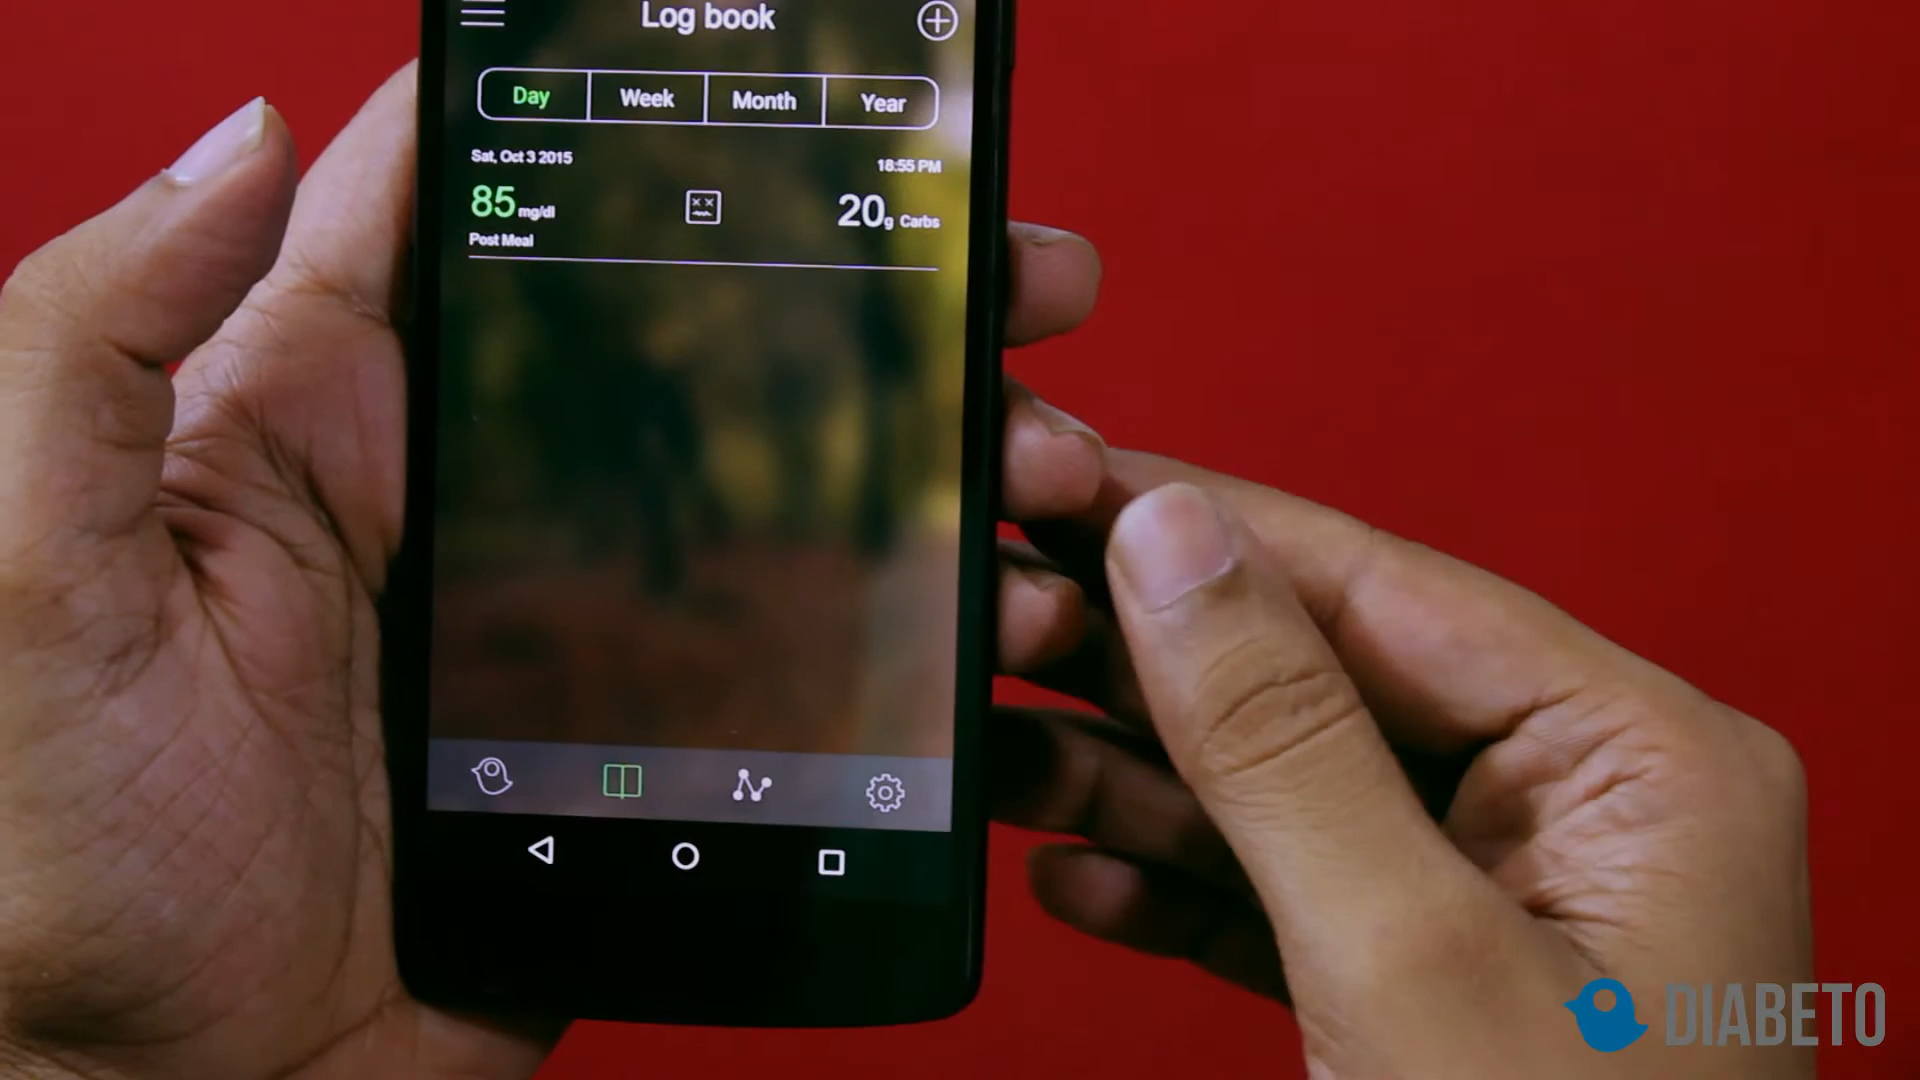 Log book
Day Week Month Year
Sat, Oct 3 2015 18:55 PM
85 mg/dl 20g Carbs
Post Meal
DIABETO